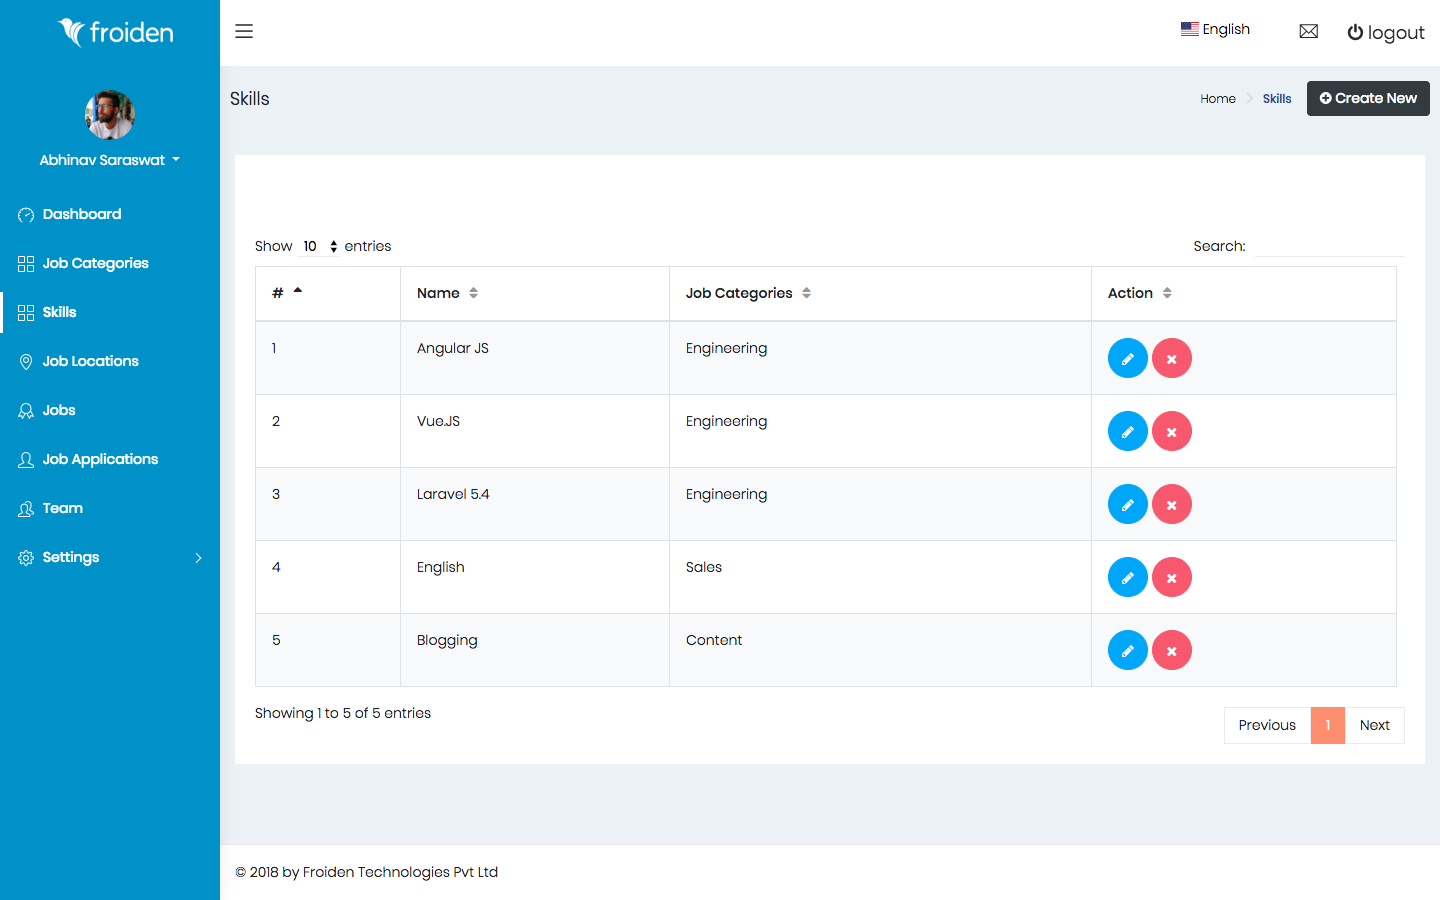 froiden
English
logout
Abhinav Saraswat
Dashboard
Job Categories
Skills
Job Locations
Jobs
Job Applications
Team
Settings
Skills
Home
Skills
Create New
Show 10 entries
Search:
# Name Job Categories Action
1 Angular JS Engineering
2 Vue.JS Engineering
3 Laravel 5.4 Engineering
4 English Sales
5 Blogging Content
Showing 1 to 5 of 5 entries
Previous 1 Next
© 2018 by Froiden Technologies Pvt Ltd